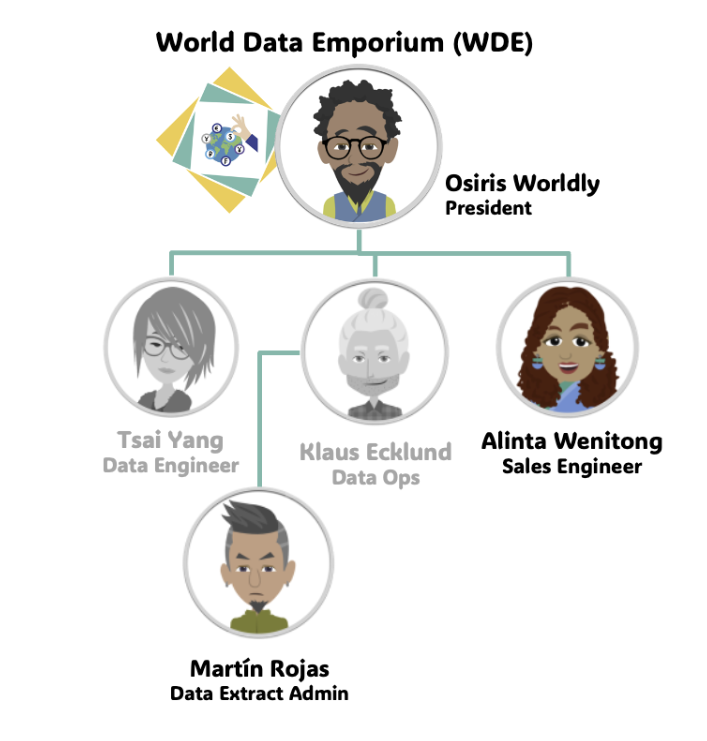 World Data Emporium (WDE)
Osiris Worldly
President
Tsai Yang
Data Engineer
Klaus Ecklund
Data Ops
Alinta Wenitong
Sales Engineer
Martín Rojas
Data Extract Admin